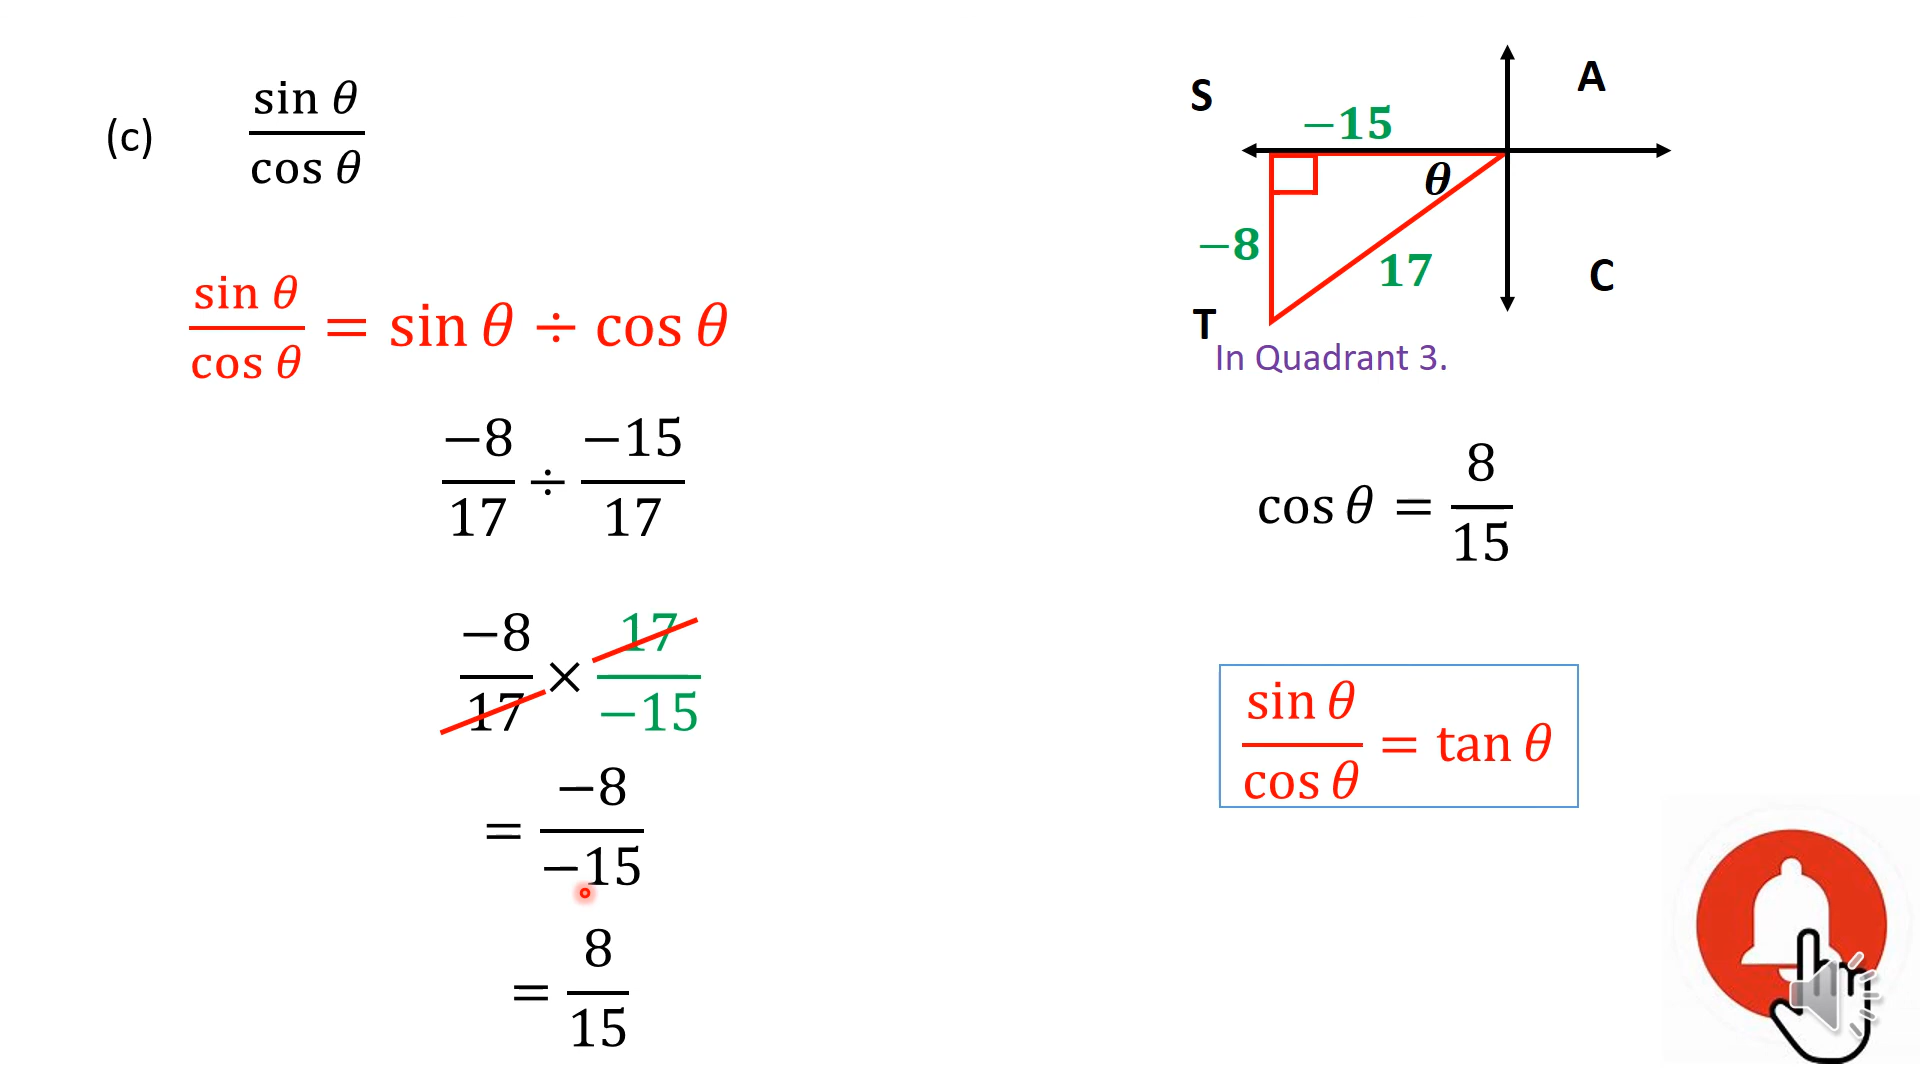 (c) sin θ / cos θ
sin θ / cos θ = sin θ ÷ cos θ
−8/17 ÷ −15/17
−8/17 × 17/−15
= −8/−15
= 8/15
S
A
−15
θ
−8
17
C
T
In Quadrant 3.
cos θ = 8/15
sin θ / cos θ = tan θ